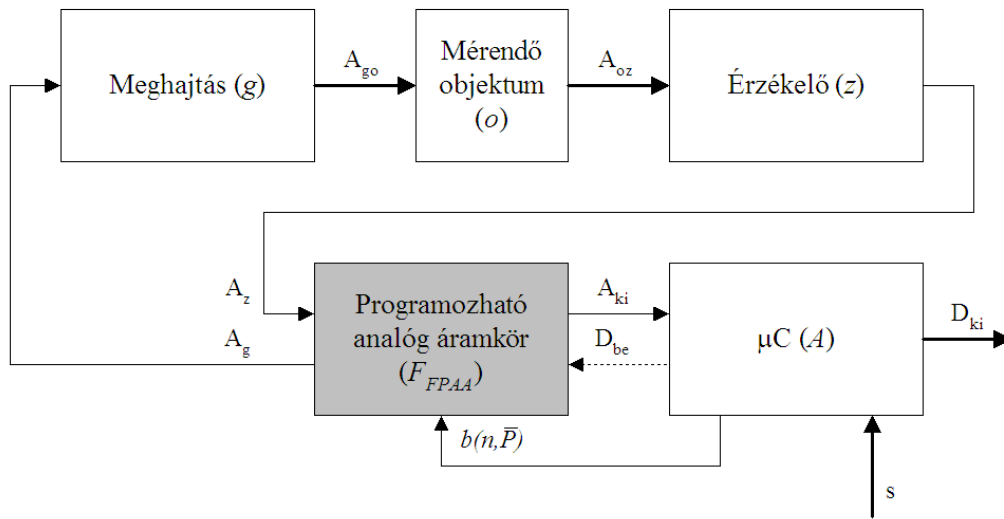 Meghajtás (g)
A_go
Mérendő
objektum
(o)
A_oz
Érzékelő (z)
A_z
A_g
Programozható
analóg áramkör
(F_FPAA)
A_ki
D_be
μC (A)
D_ki
b(n,P̅)
s